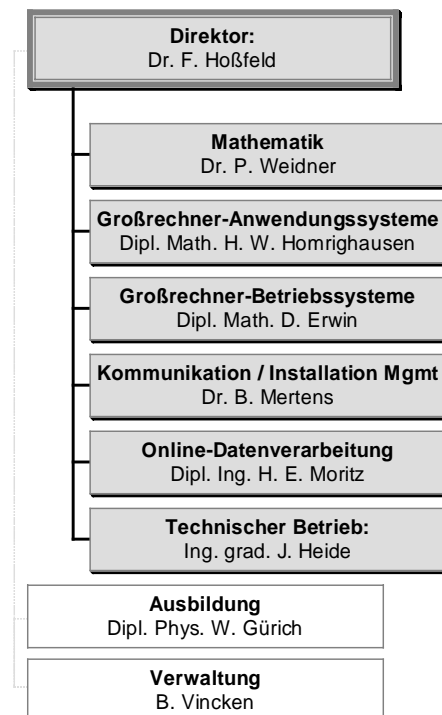 Direktor:
Dr. F. Hoßfeld
Mathematik
Dr. P. Weidner
Großrechner-Anwendungssysteme
Dipl. Math. H. W. Homrighausen
Großrechner-Betriebssysteme
Dipl. Math. D. Erwin
Kommunikation / Installation Mgmt
Dr. B. Mertens
Online-Datenverarbeitung
Dipl. Ing. H. E. Moritz
Technischer Betrieb:
Ing. grad. J. Heide
Ausbildung
Dipl. Phys. W. Gürich
Verwaltung
B. Vincken